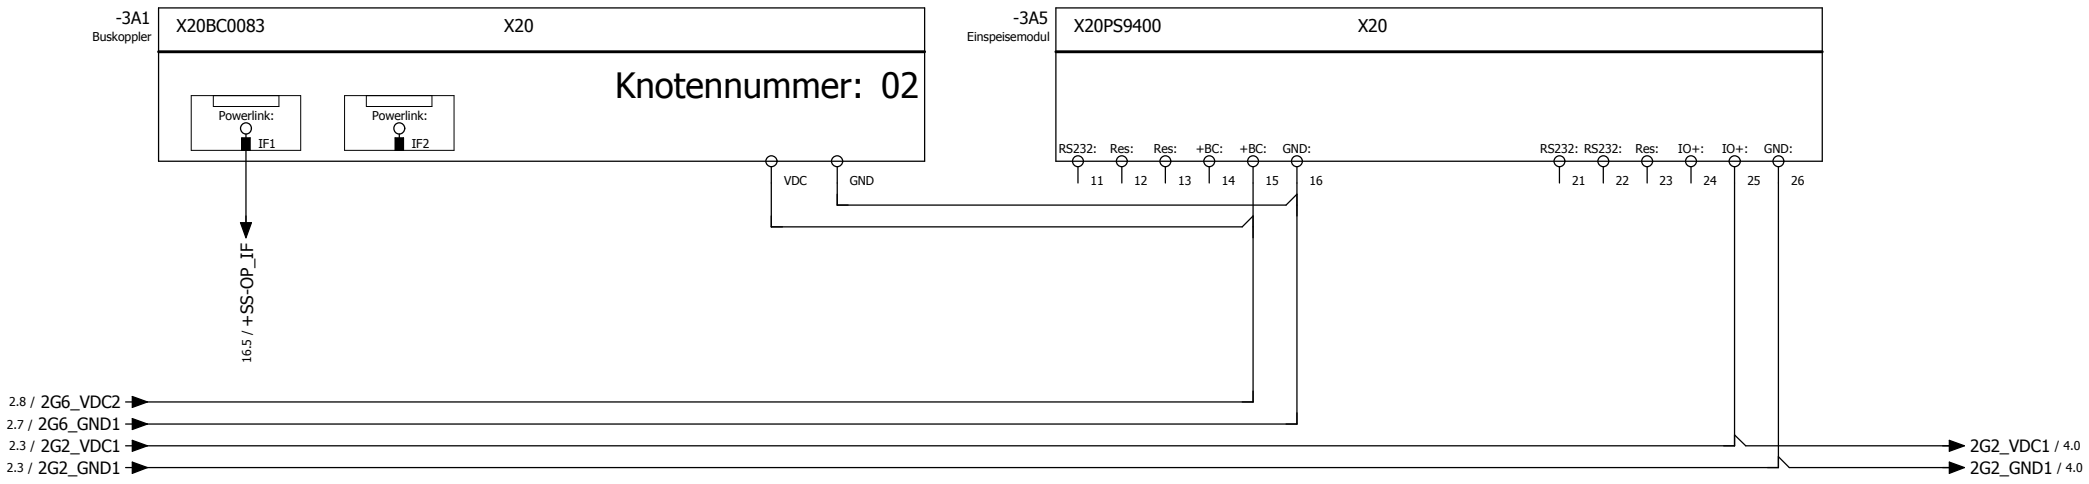 -3A1 X20BC0083 X20
Buskoppler
Knotennummer: 02
Powerlink: Powerlink:
IF1 IF2
VDC GND
-3A5 X20PS9400 X20
Einspeisemodul
RS232: Res: Res: +BC: +BC: GND: RS232: RS232: Res: IO+: IO+: GND:
11 12 13 14 15 16 21 22 23 24 25 26
16.5 / +SS-OP_IF
2.8 / 2G6_VDC2
2.7 / 2G6_GND1
2.3 / 2G2_VDC1 2G2_VDC1 / 4.0
2.3 / 2G2_GND1 2G2_GND1 / 4.0